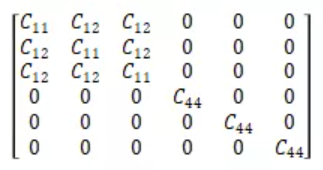 C₁₁ C₁₂ C₁₂ 0 0 0
C₁₂ C₁₁ C₁₂ 0 0 0
C₁₂ C₁₂ C₁₁ 0 0 0
0 0 0 C₄₄ 0 0
0 0 0 0 C₄₄ 0
0 0 0 0 0 C₄₄